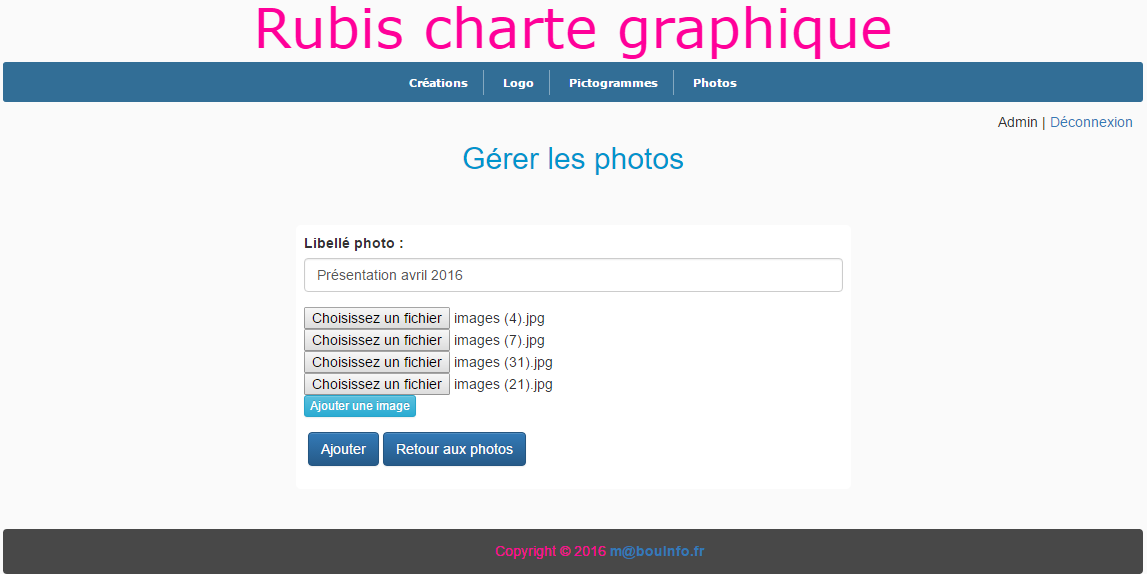 Rubis charte graphique
Créations Logo Pictogrammes Photos
Admin | Déconnexion
Gérer les photos
Libellé photo :
Présentation avril 2016
Choisissez un fichier images (4).jpg
Choisissez un fichier images (7).jpg
Choisissez un fichier images (31).jpg
Choisissez un fichier images (21).jpg
Ajouter une image
Ajouter Retour aux photos
Copyright © 2016 m@bouinfo.fr